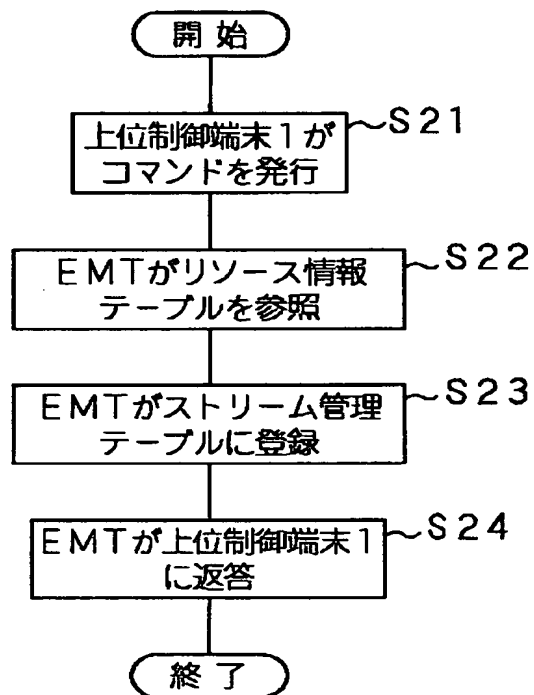 開始
上位制御端末1が
コマンドを発行
～S21
EMTがリソース情報
テーブルを参照
～S22
EMTがストリーム管理
テーブルに登録
～S23
EMTが上位制御端末1
に返答
～S24
終了